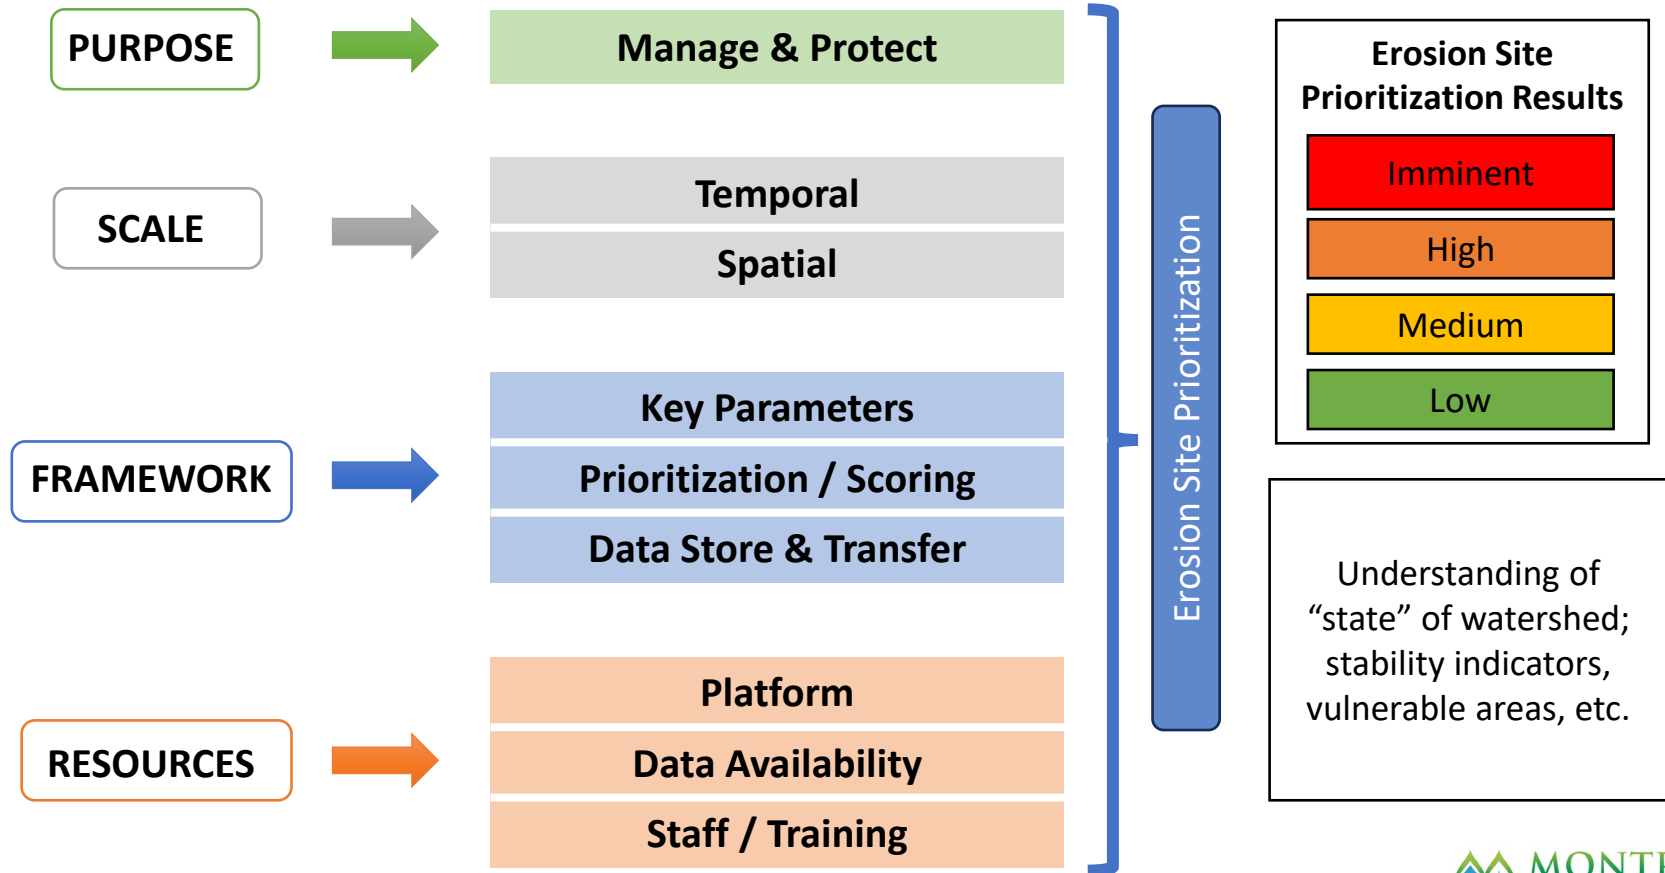 PURPOSE
Manage & Protect
SCALE
Temporal
Spatial
FRAMEWORK
Key Parameters
Prioritization / Scoring
Data Store & Transfer
RESOURCES
Platform
Data Availability
Staff / Training
Erosion Site Prioritization
Erosion Site
Prioritization Results
Imminent
High
Medium
Low
Understanding of
“state” of watershed;
stability indicators,
vulnerable areas, etc.